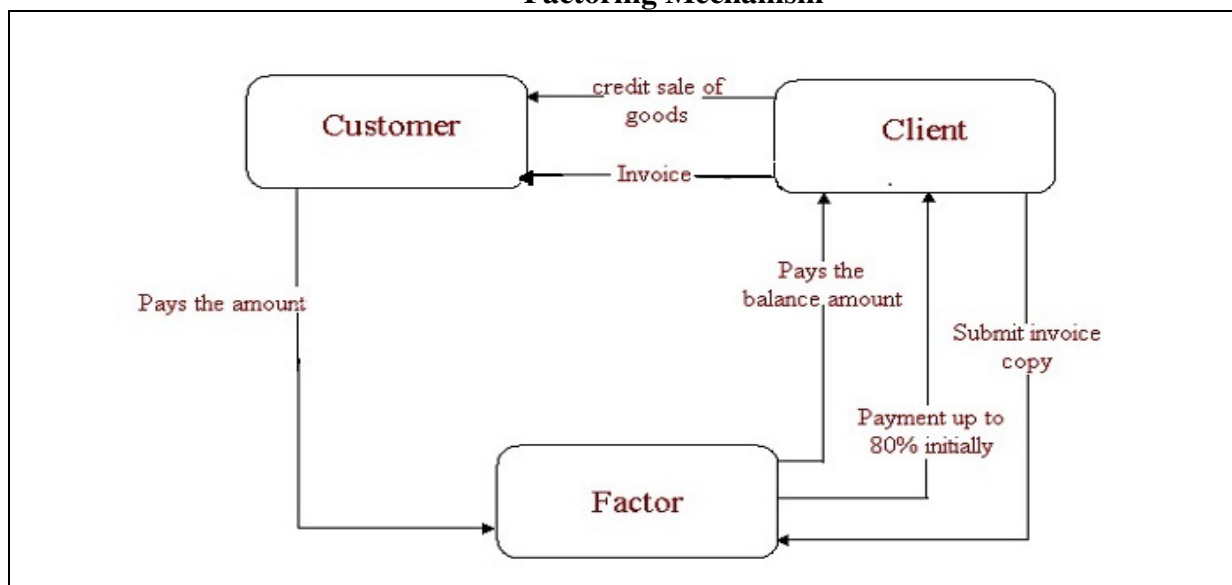 Factoring Mechanism
credit sale of
goods
Customer
Client
Invoice
Pays the amount
Pays the
balance amount
Submit invoice
copy
Payment up to
80% initially
Factor